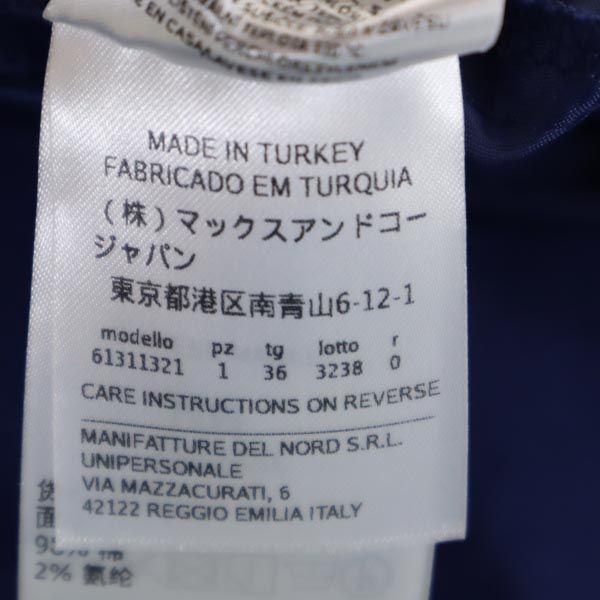 MADE IN TURKEY
FABRICADO EM TURQUIA
(株)マックスアンドコー
ジャパン
東京都港区南青山6-12-1
modello pz tg lotto r
61311321 1 36 3238 0
CARE INSTRUCTIONS ON REVERSE
MANIFATTURE DEL NORD S.R.L.
UNIPERSONALE
VIA MAZZACURATI, 6
42122 REGGIO EMILIA ITALY
2% 氨纶